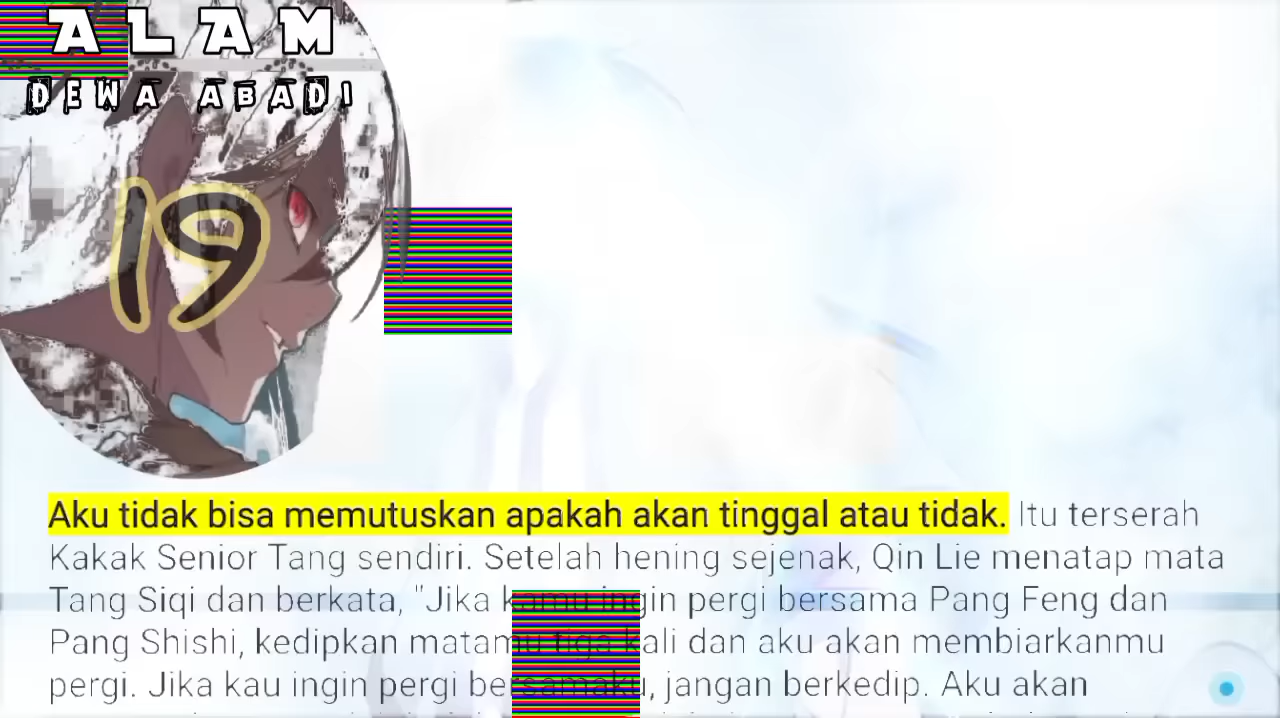 ALAM
DEWA ABADI
19
Aku tidak bisa memutuskan apakah akan tinggal atau tidak. Itu terserah
Kakak Senior Tang sendiri. Setelah hening sejenak, Qin Lie menatap mata
Tang Siqi dan berkata, "Jika kamu ingin pergi bersama Pang Feng dan
Pang Shishi, kedipkan matamu tiga kali dan aku akan membiarkanmu
pergi. Jika kau ingin pergi bersamaku, jangan berkedip. Aku akan